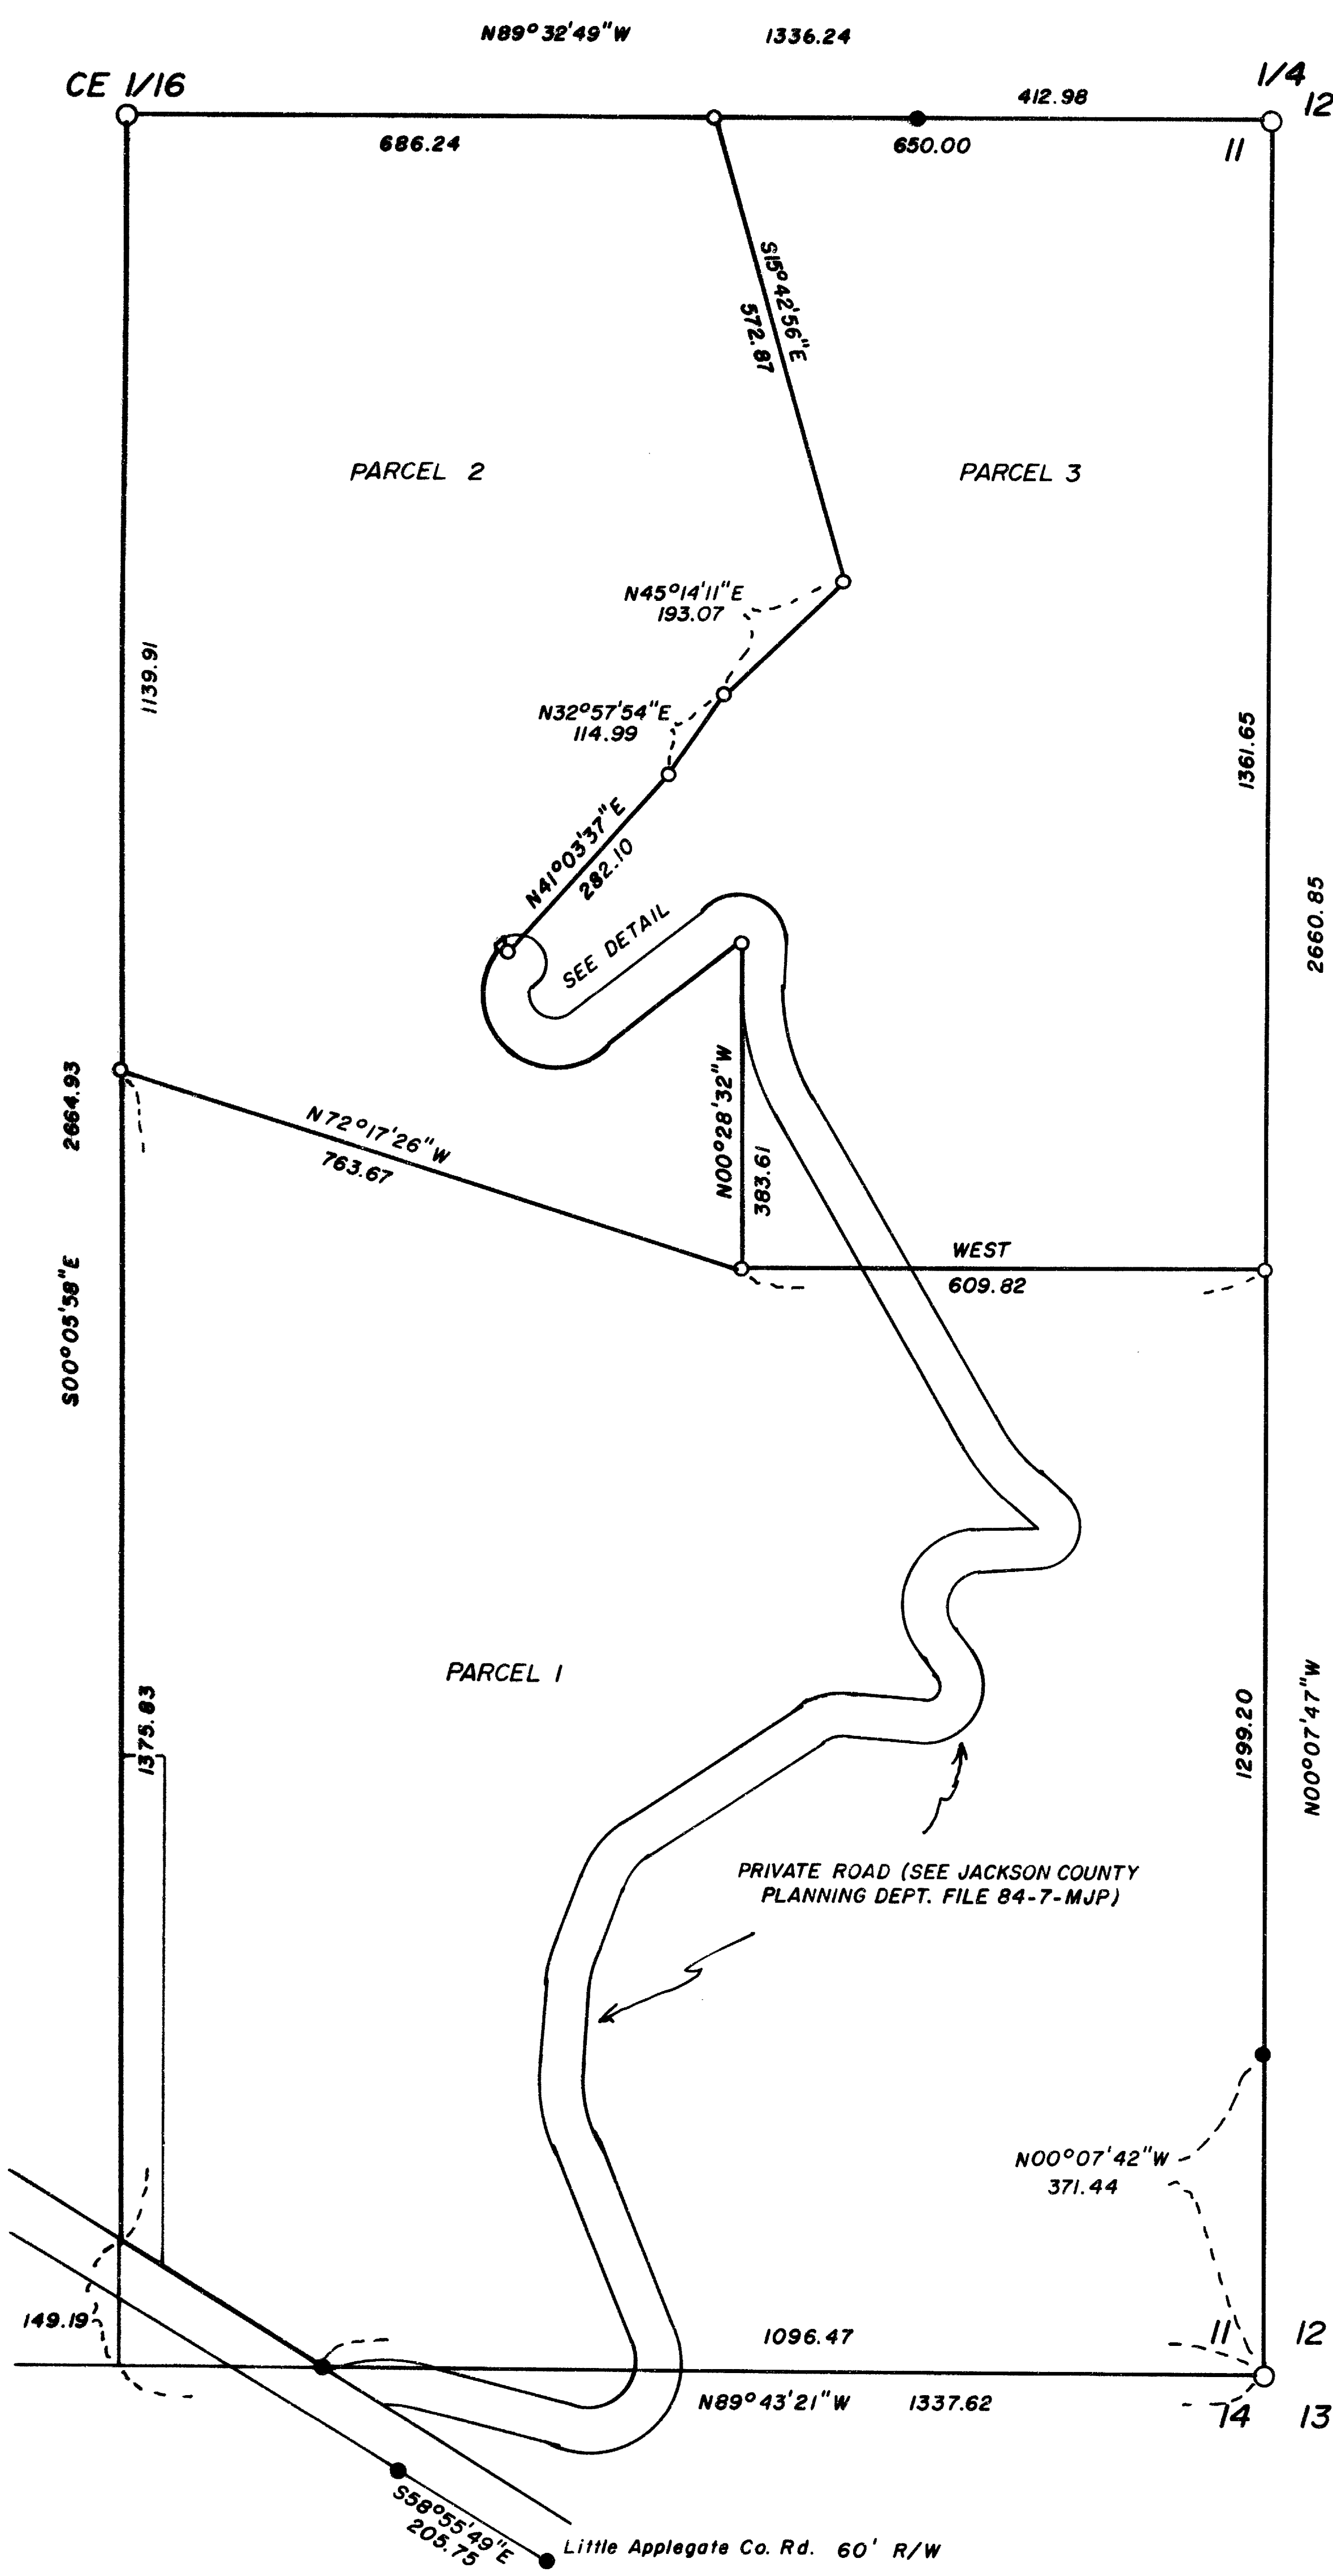 N89°32'49"W 1336.24
CE 1/16
1/4
12
412.98
686.24
650.00
11
S15°42'56"E
572.87
PARCEL 2
PARCEL 3
N45°14'11"E
193.07
1139.91
N32°57'54"E
114.99
1361.65
N41°03'37"E
282.10
2660.85
SEE DETAIL
2664.93
N00°28'32"W
383.61
N72°17'26"W
763.67
WEST
609.82
S00°05'58"E
PARCEL 1
1375.83
1299.20
N00°07'47"W
PRIVATE ROAD (SEE JACKSON COUNTY
PLANNING DEPT. FILE 84-7-MJP)
N00°07'42"W
371.44
149.19'
1096.47
11 12
N89°43'21"W 1337.62
14 13
S58°55'49"E
205.75
Little Applegate Co. Rd. 60' R/W